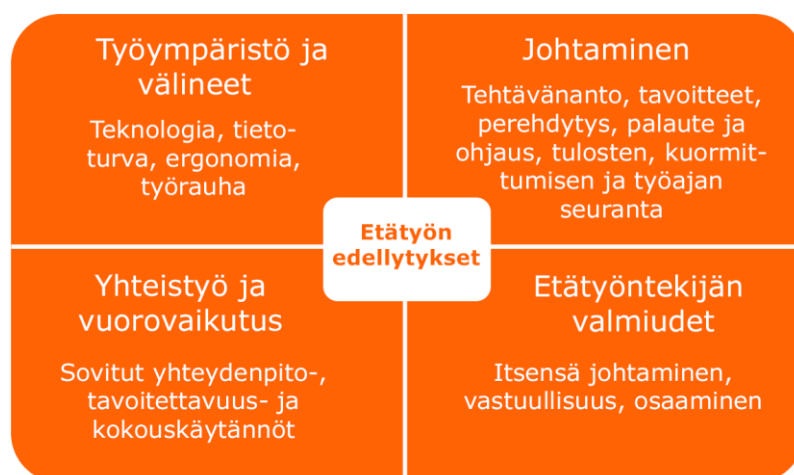 Työympäristö ja
välineet
Teknologia, tieto-
turva, ergonomia,
työrauha
Johtaminen
Tehtävänanto, tavoitteet,
perehdytys, palaute ja
ohjaus, tulosten, kuormit-
tumisen ja työajan
seuranta
Etätyön
edellytykset
Yhteistyö ja
vuorovaikutus
Sovitut yhteydenpito-,
tavoitettavuus- ja
kokouskäytännöt
Etätyöntekijän
valmiudet
Itsensä johtaminen,
vastuullisuus, osaaminen